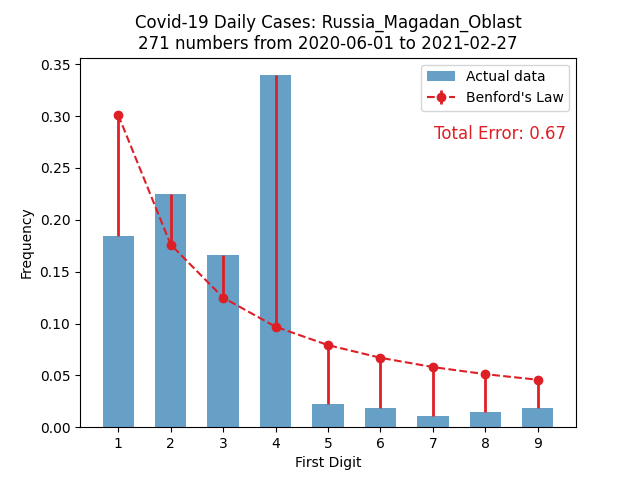 Covid-19 Daily Cases: Russia_Magadan_Oblast
271 numbers from 2020-06-01 to 2021-02-27
Actual data
Benford's Law
Total Error: 0.67
Frequency
0.35
0.30
0.25
0.20
0.15
0.10
0.05
0.00
1 2 3 4 5 6 7 8 9
First Digit